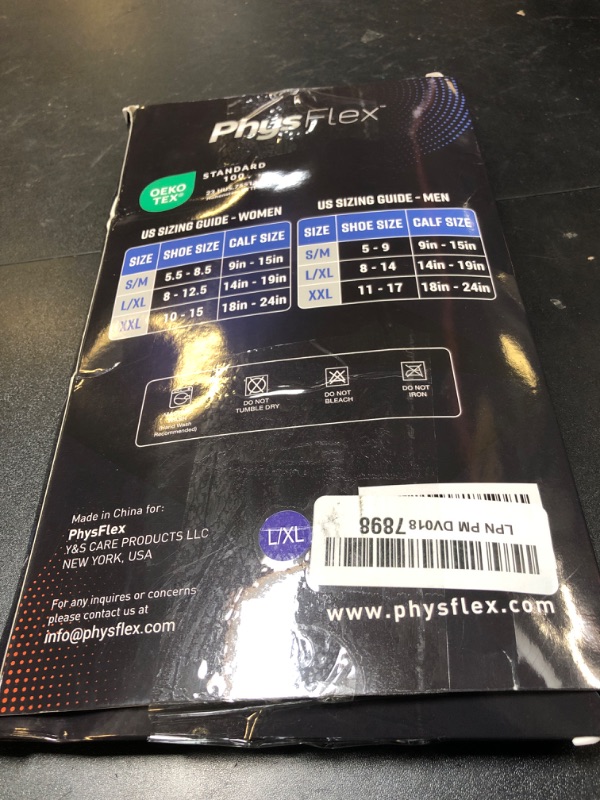 PhysFlex™
OEKO
TEX®
STANDARD
100
US SIZING GUIDE - WOMEN
SIZE SHOE SIZE CALF SIZE
S/M 5.5 - 8.5 9in - 15in
L/XL 8 - 12.5 14in - 19in
XXL 10 - 15 18in - 24in
US SIZING GUIDE - MEN
SIZE SHOE SIZE CALF SIZE
S/M 5 - 9 9in - 15in
L/XL 8 - 14 14in - 19in
XXL 11 - 17 18in - 24in
(Hand Wash
Recommended)
DO NOT
TUMBLE DRY
DO NOT
BLEACH
DO NOT
IRON
Made in China for:
PhysFlex
Y&S CARE PRODUCTS LLC
NEW YORK, USA
L/XL
LPN PM DV018 7898
For any inquires or concerns
please contact us at
info@physflex.com
www.physflex.com